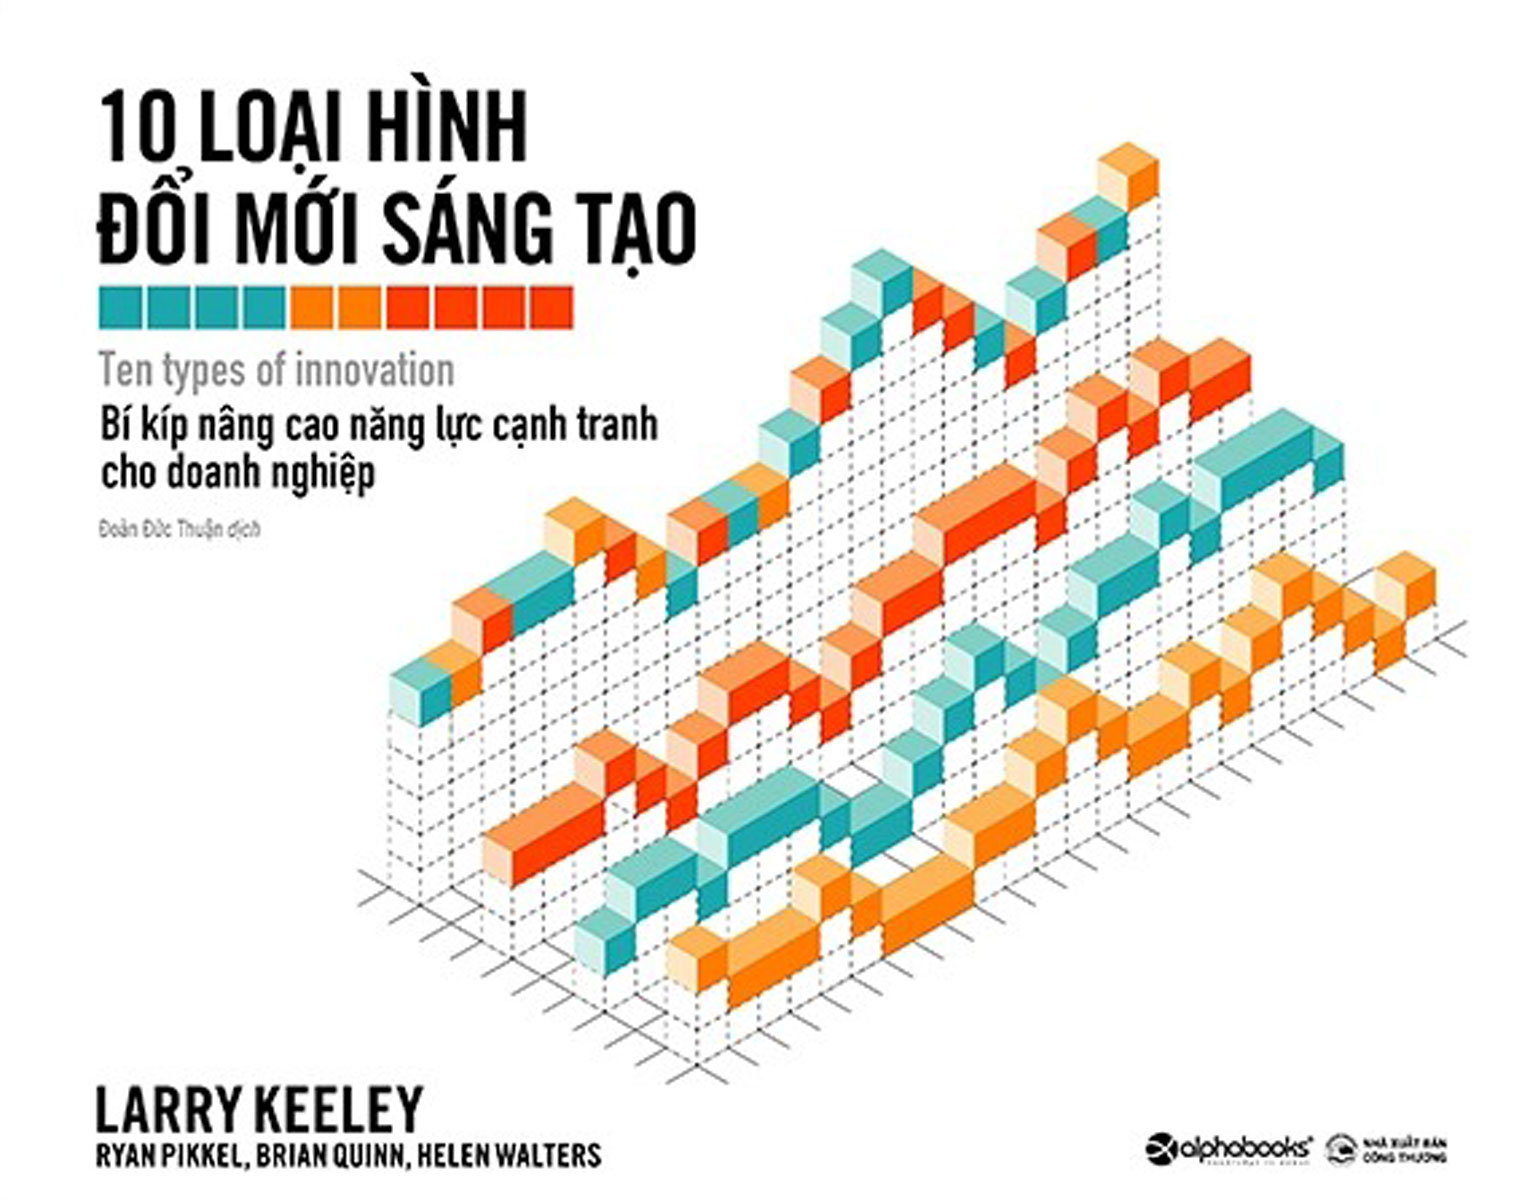 10 LOẠI HÌNH
ĐỔI MỚI SÁNG TẠO
Ten types of innovation
Bí kíp nâng cao năng lực cạnh tranh
cho doanh nghiệp
Đoàn Đức Thuận dịch
LARRY KEELEY
RYAN PIKKEL, BRIAN QUINN, HELEN WALTERS
alphabooks®
NHÀ XUẤT BẢN
CÔNG THƯƠNG